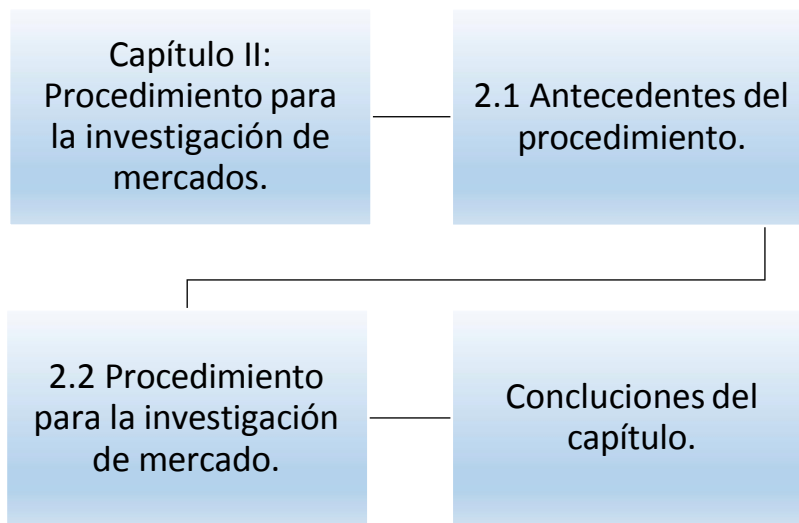 Capítulo II:
Procedimiento para
la investigación de
mercados.
2.1 Antecedentes del
procedimiento.
2.2 Procedimiento
para la investigación
de mercado.
Concluciones del
capítulo.